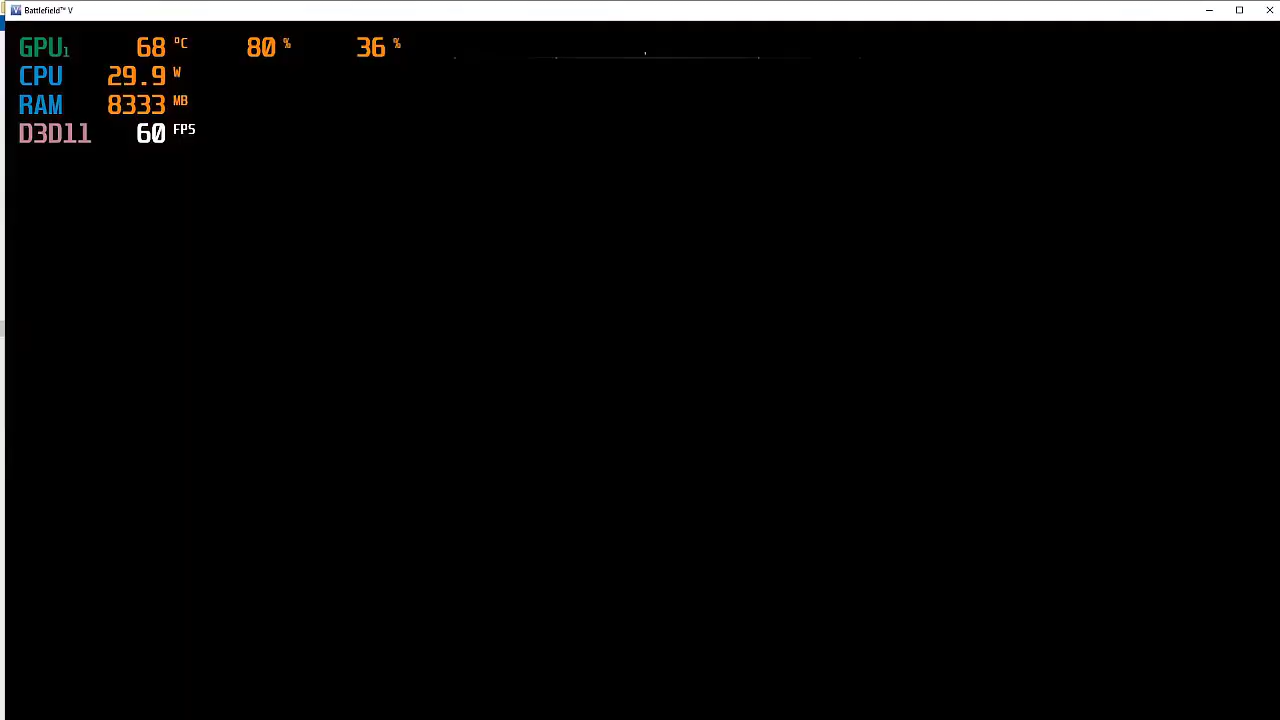 Battlefield™ V
GPU1 68 °C 80 % 36 %
CPU 29.9 W
RAM 8333 MB
D3D11 60 FPS